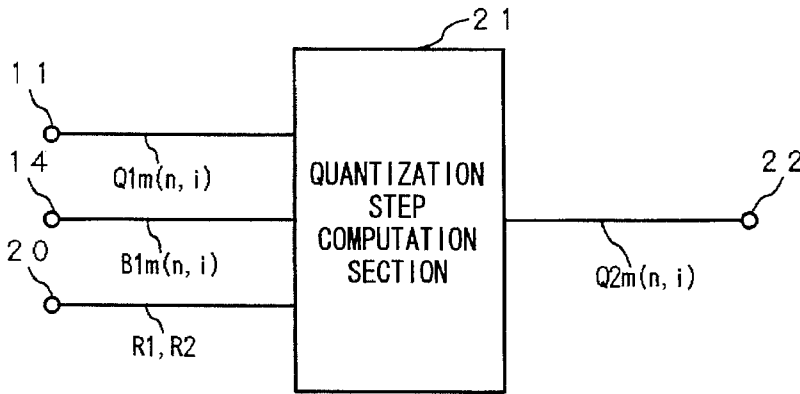 21
11
Q1m(n, i)
14
B1m(n, i)
20
R1, R2
QUANTIZATION
STEP
COMPUTATION
SECTION
22
Q2m(n, i)